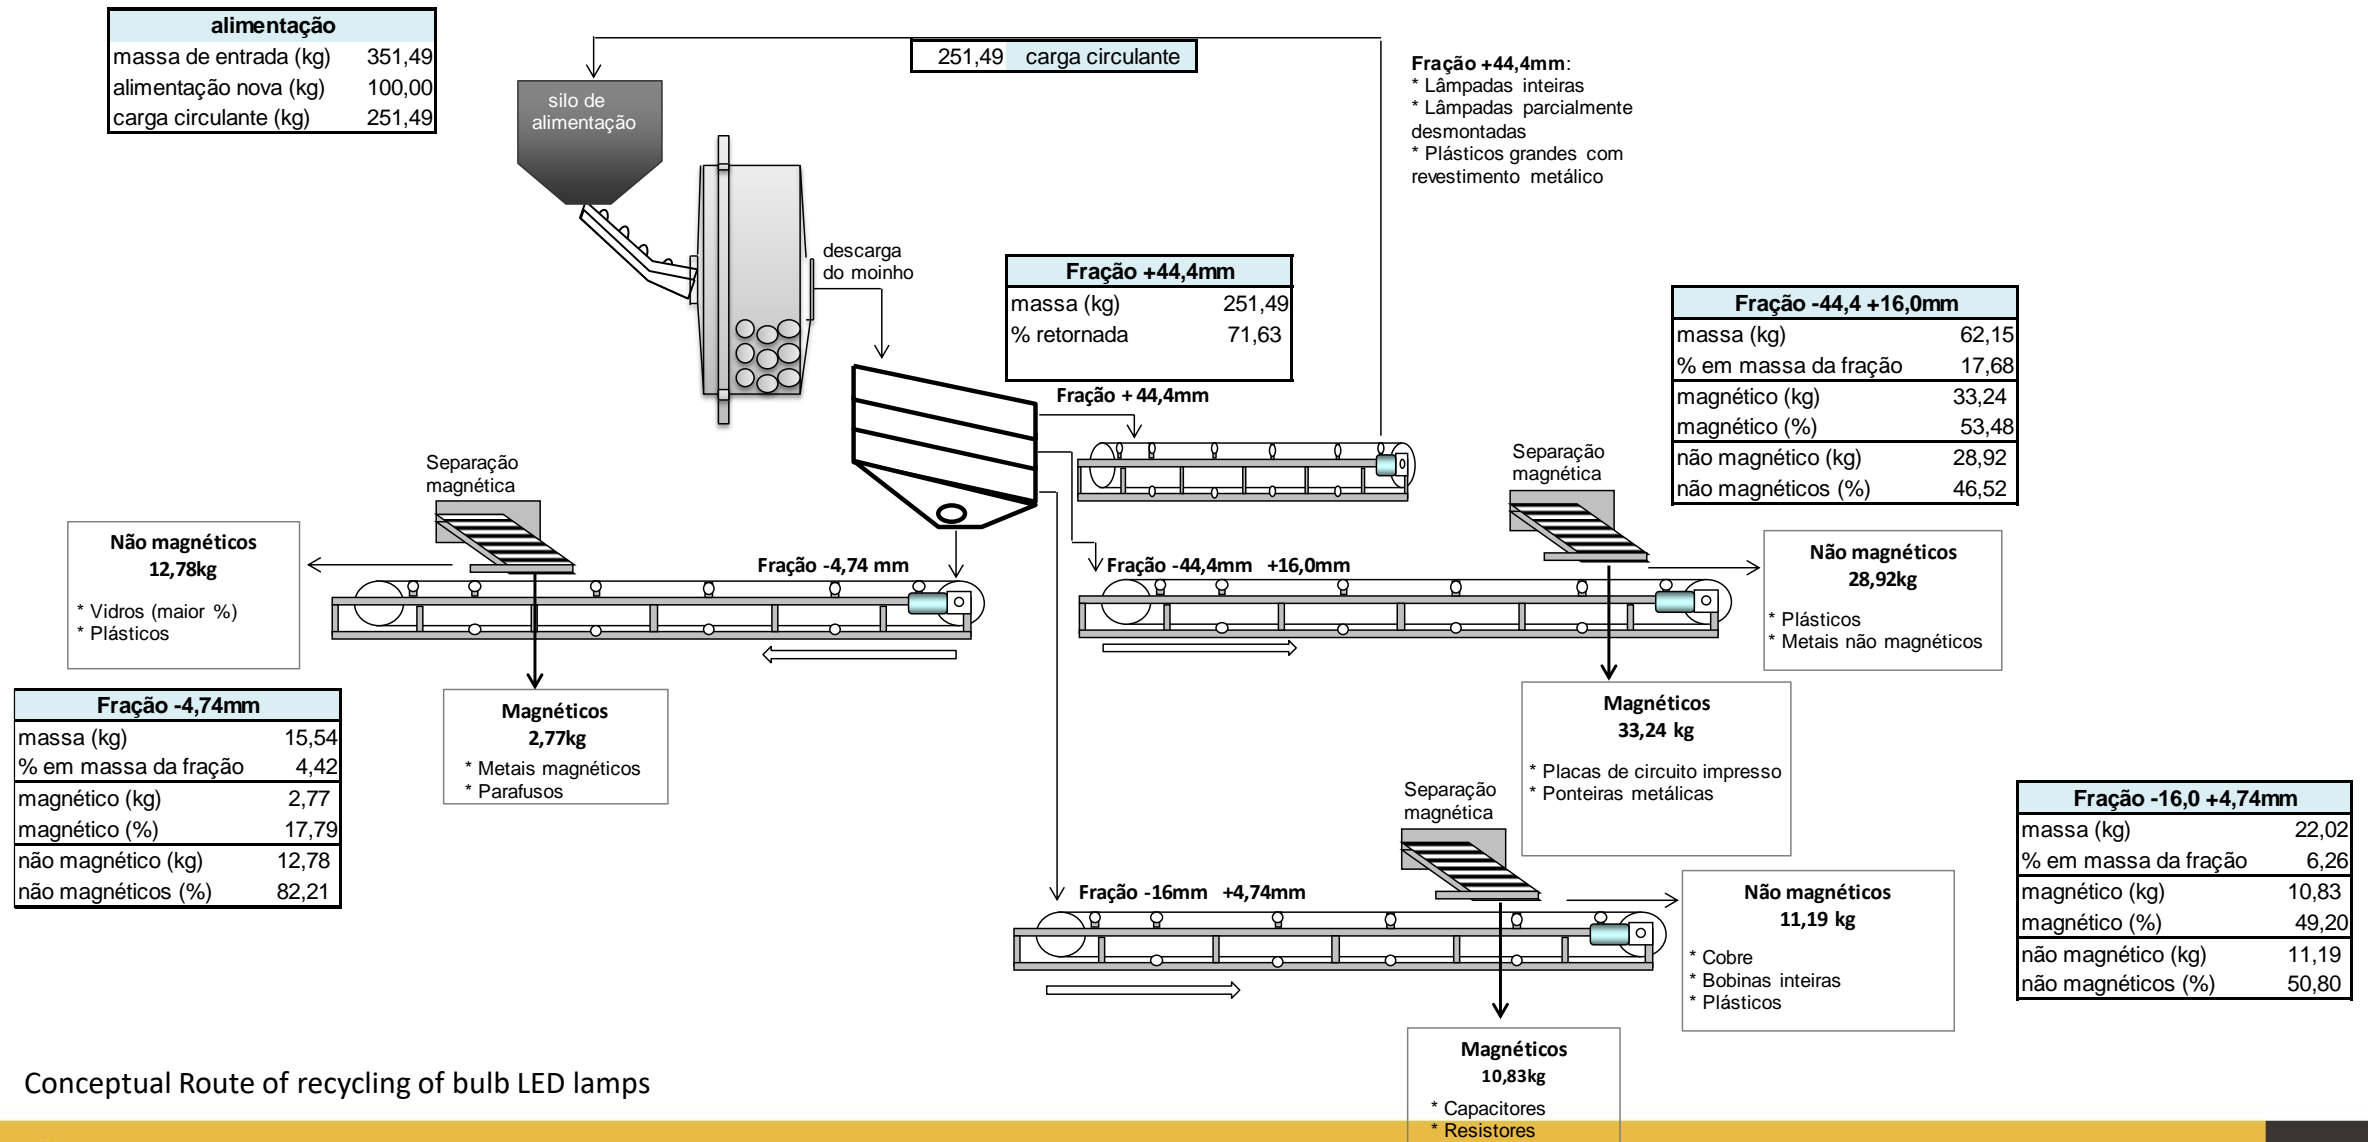 alimentação
massa de entrada (kg) 351,49
alimentação nova (kg) 100,00
carga circulante (kg) 251,49
251,49 carga circulante
Fração +44,4mm:
* Lâmpadas inteiras
* Lâmpadas parcialmente
desmontadas
* Plásticos grandes com
revestimento metálico
silo de
alimentação
descarga
do moinho
Fração +44,4mm
massa (kg) 251,49
% retornada 71,63
Fração + 44,4mm
Fração -44,4 +16,0mm
massa (kg) 62,15
% em massa da fração 17,68
magnético (kg) 33,24
magnético (%) 53,48
não magnético (kg) 28,92
não magnéticos (%) 46,52
Separação
magnética
Separação
magnética
Não magnéticos
12,78kg
* Vidros (maior %)
* Plásticos
Fração -4,74 mm
Fração -44,4mm +16,0mm
Não magnéticos
28,92kg
* Plásticos
* Metais não magnéticos
Fração -4,74mm
massa (kg) 15,54
% em massa da fração 4,42
magnético (kg) 2,77
magnético (%) 17,79
não magnético (kg) 12,78
não magnéticos (%) 82,21
Magnéticos
2,77kg
* Metais magnéticos
* Parafusos
Magnéticos
33,24 kg
* Placas de circuito impresso
* Ponteiras metálicas
Separação
magnética
Fração -16,0 +4,74mm
massa (kg) 22,02
% em massa da fração 6,26
magnético (kg) 10,83
magnético (%) 49,20
não magnético (kg) 11,19
não magnéticos (%) 50,80
Fração -16mm +4,74mm
Não magnéticos
11,19 kg
* Cobre
* Bobinas inteiras
* Plásticos
Magnéticos
10,83kg
* Capacitores
* Resistores
Conceptual Route of recycling of bulb LED lamps